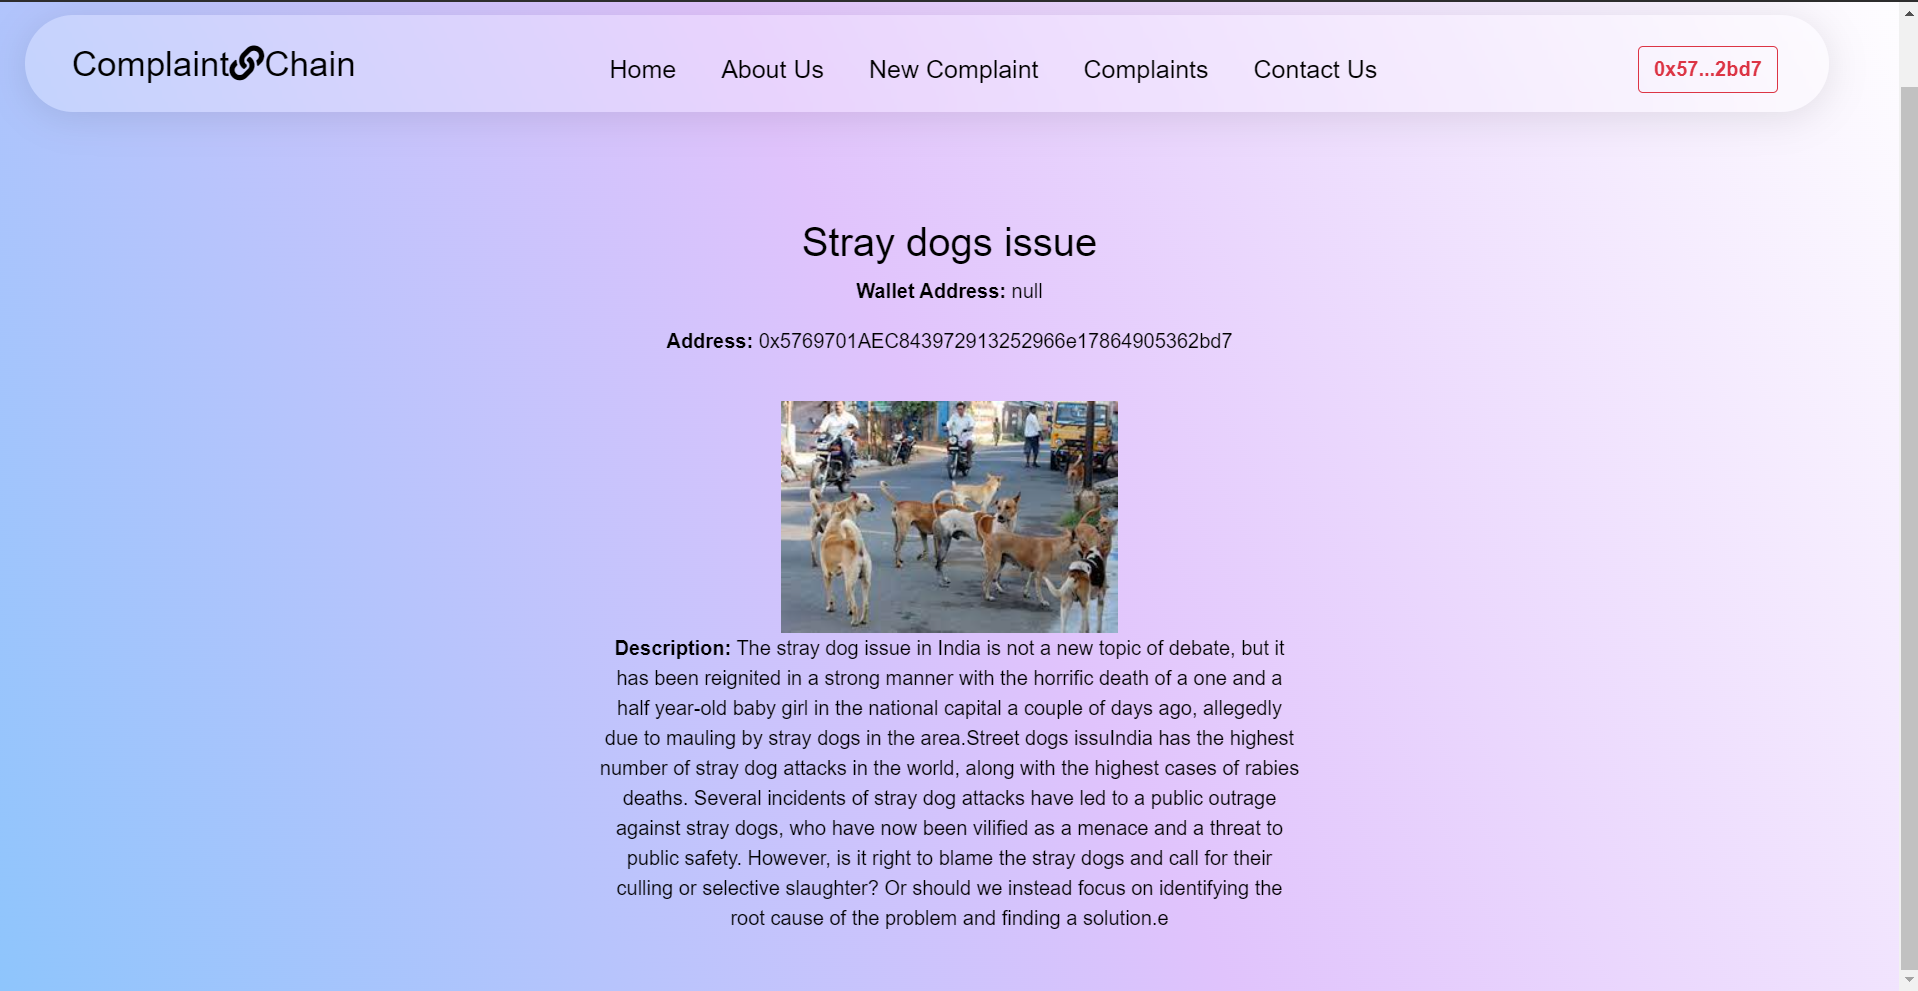 Complaint Chain
Home About Us New Complaint Complaints Contact Us
0x57...2bd7
Stray dogs issue
Wallet Address: null
Address: 0x5769701AEC843972913252966e17864905362bd7
Description: The stray dog issue in India is not a new topic of debate, but it
has been reignited in a strong manner with the horrific death of a one and a
half year-old baby girl in the national capital a couple of days ago, allegedly
due to mauling by stray dogs in the area.Street dogs issuIndia has the highest
number of stray dog attacks in the world, along with the highest cases of rabies
deaths. Several incidents of stray dog attacks have led to a public outrage
against stray dogs, who have now been vilified as a menace and a threat to
public safety. However, is it right to blame the stray dogs and call for their
culling or selective slaughter? Or should we instead focus on identifying the
root cause of the problem and finding a solution.e